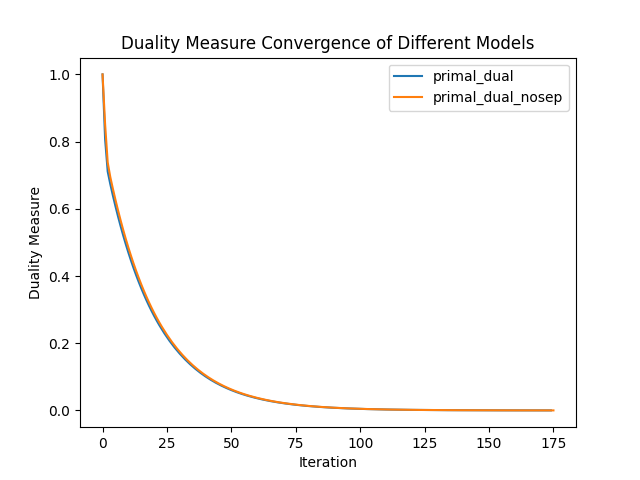 Duality Measure Convergence of Different Models
primal_dual
primal_dual_nosep
Duality Measure
1.0
0.8
0.6
0.4
0.2
0.0
0 25 50 75 100 125 150 175
Iteration